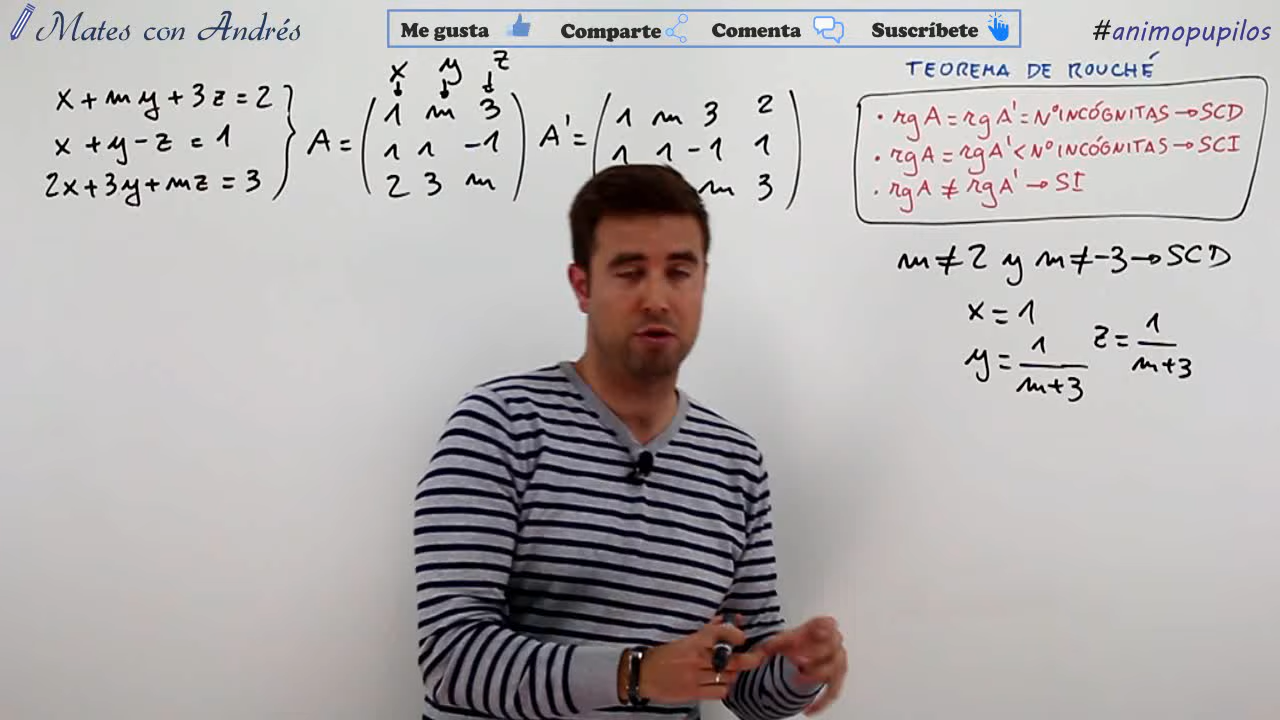 Mates con Andrés
Me gusta Comparte Comenta Suscríbete
#animopupilos
x + my + 3z = 2
x + y - z = 1
2x + 3y + mz = 3
x y z
A = ( 1 m 3
1 1 -1
2 3 m )
A' = ( 1 m 3 2
1 1 -1 1
m 3 )
TEOREMA DE ROUCHÉ
• rg A = rg A' = Nº INCÓGNITAS → SCD
• rg A = rg A' < Nº INCÓGNITAS → SCI
• rg A ≠ rg A' → SI
m ≠ 2 y m ≠ -3 → SCD
x = 1
y = 1/(m+3) z = 1/(m+3)